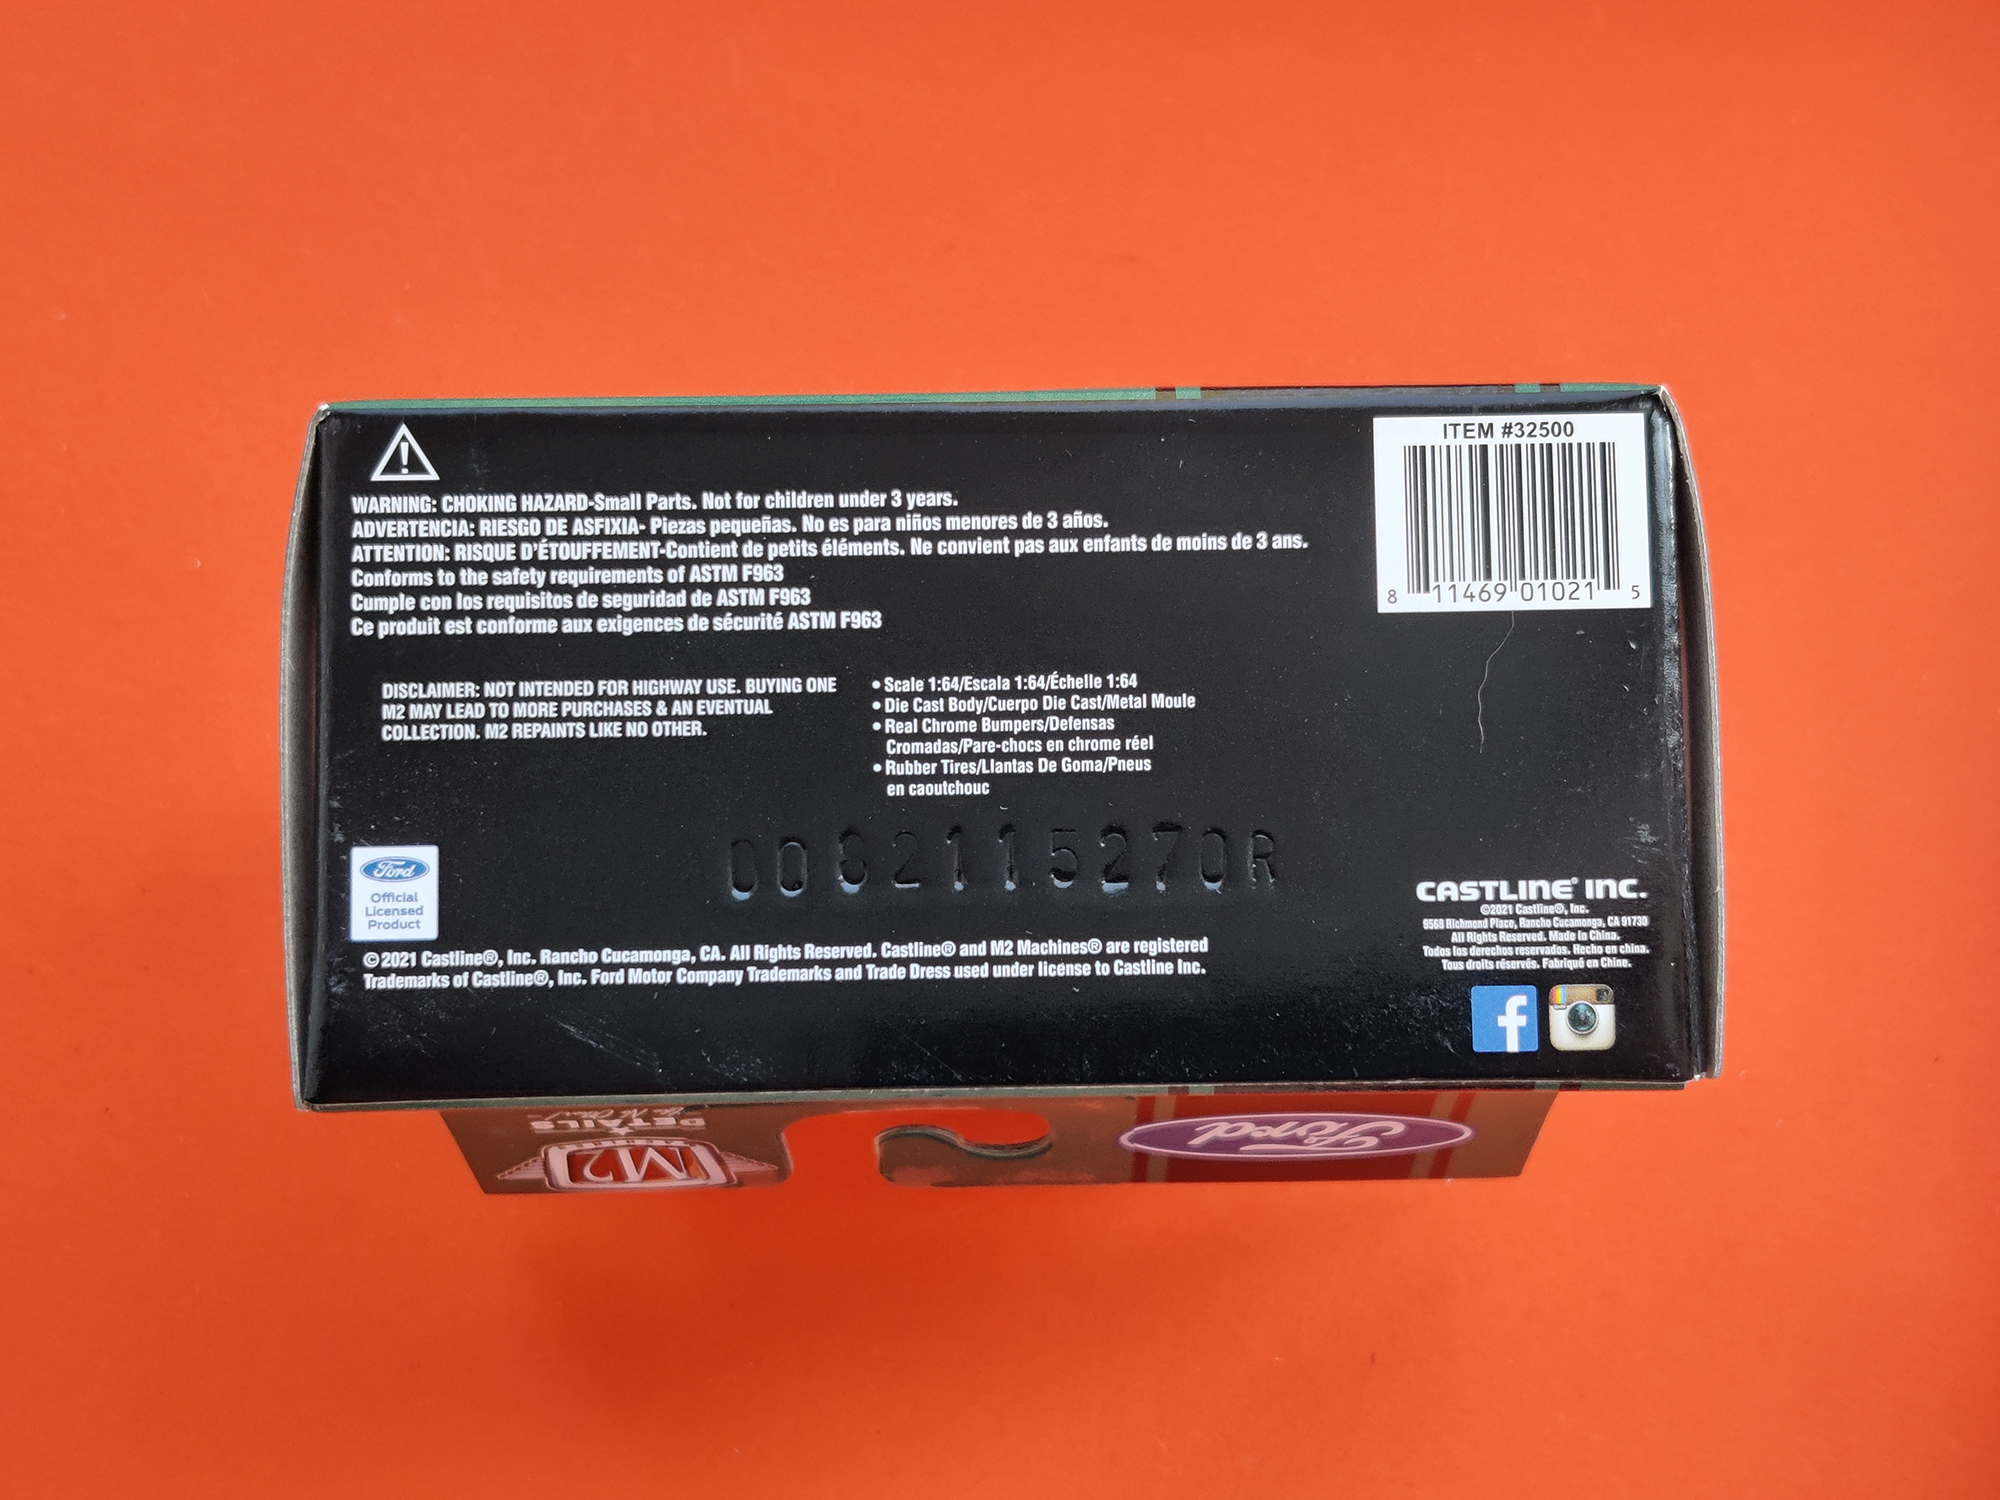 WARNING: CHOKING HAZARD-Small Parts. Not for children under 3 years.
ADVERTENCIA: RIESGO DE ASFIXIA- Piezas pequeñas. No es para niños menores de 3 años.
ATTENTION: RISQUE D'ÉTOUFFEMENT-Contient de petits éléments. Ne convient pas aux enfants de moins de 3 ans.
Conforms to the safety requirements of ASTM F963
Cumple con los requisitos de seguridad de ASTM F963
Ce produit est conforme aux exigences de sécurité ASTM F963
ITEM #32500
8 11469 01021 5
DISCLAIMER: NOT INTENDED FOR HIGHWAY USE. BUYING ONE
M2 MAY LEAD TO MORE PURCHASES & AN EVENTUAL
COLLECTION. M2 REPAINTS LIKE NO OTHER.
• Scale 1:64/Escala 1:64/Échelle 1:64
• Die Cast Body/Cuerpo Die Cast/Metal Moule
• Real Chrome Bumpers/Defensas
Cromadas/Pare-chocs en chrome réel
• Rubber Tires/Llantas De Goma/Pneus
en caoutchouc
0082115270R
Ford
Official
Licensed
Product
© 2021 Castline®, Inc. Rancho Cucamonga, CA. All Rights Reserved. Castline® and M2 Machines® are registered
Trademarks of Castline®, Inc. Ford Motor Company Trademarks and Trade Dress used under license to Castline Inc.
CASTLINE® INC.
©2021 Castline®, Inc.
9568 Richmond Place, Rancho Cucamonga, CA 91730
All Rights Reserved. Made in China.
Todos los derechos reservados. Hecho en china.
Tous droits réservés. Fabriqué en Chine.
f
DETAILS
M2
Ford